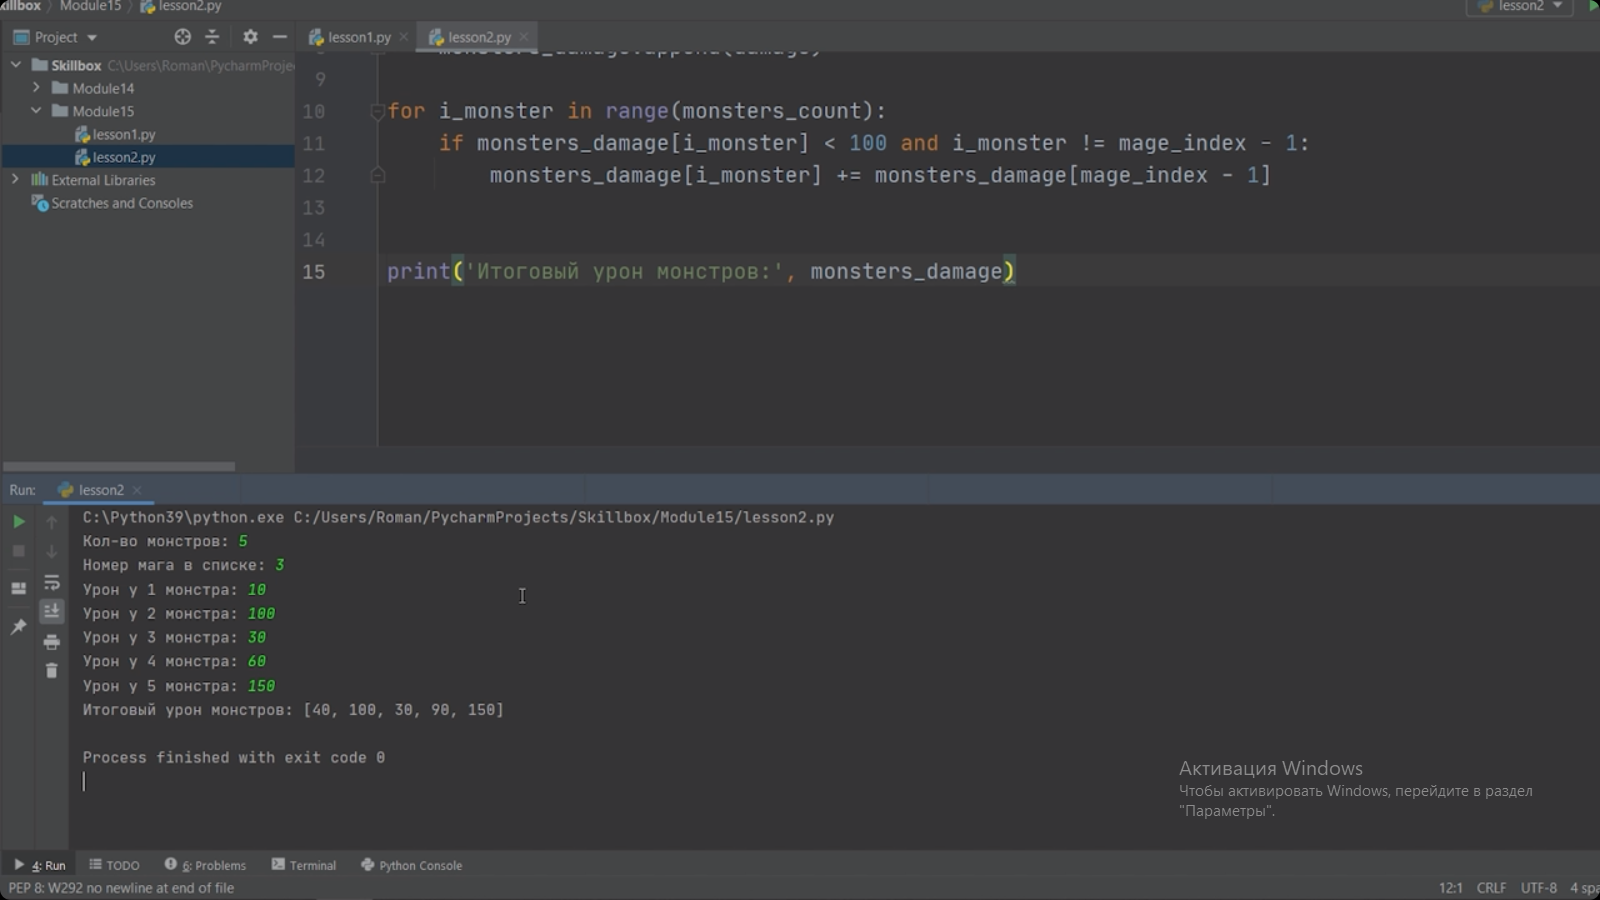 illbox Module15 lesson2.py
lesson2
Project
lesson1.py
lesson2.py
Skillbox C:\Users\Roman\PycharmProje
Module14
Module15
lesson1.py
lesson2.py
External Libraries
Scratches and Consoles
monsters_damage.append(damage)
9
10 for i_monster in range(monsters_count):
11 if monsters_damage[i_monster] < 100 and i_monster != mage_index - 1:
12 monsters_damage[i_monster] += monsters_damage[mage_index - 1]
13
14
15 print('Итоговый урон монстров:', monsters_damage)
Run: lesson2
C:\Python39\python.exe C:/Users/Roman/PycharmProjects/Skillbox/Module15/lesson2.py
Кол-во монстров: 5
Номер мага в списке: 3
Урон у 1 монстра: 10
Урон у 2 монстра: 100
Урон у 3 монстра: 30
Урон у 4 монстра: 60
Урон у 5 монстра: 150
Итоговый урон монстров: [40, 100, 30, 90, 150]
Process finished with exit code 0
Активация Windows
Чтобы активировать Windows, перейдите в раздел
"Параметры".
4: Run TODO 6: Problems Terminal Python Console
PEP 8: W292 no newline at end of file
12:1 CRLF UTF-8 4 spa